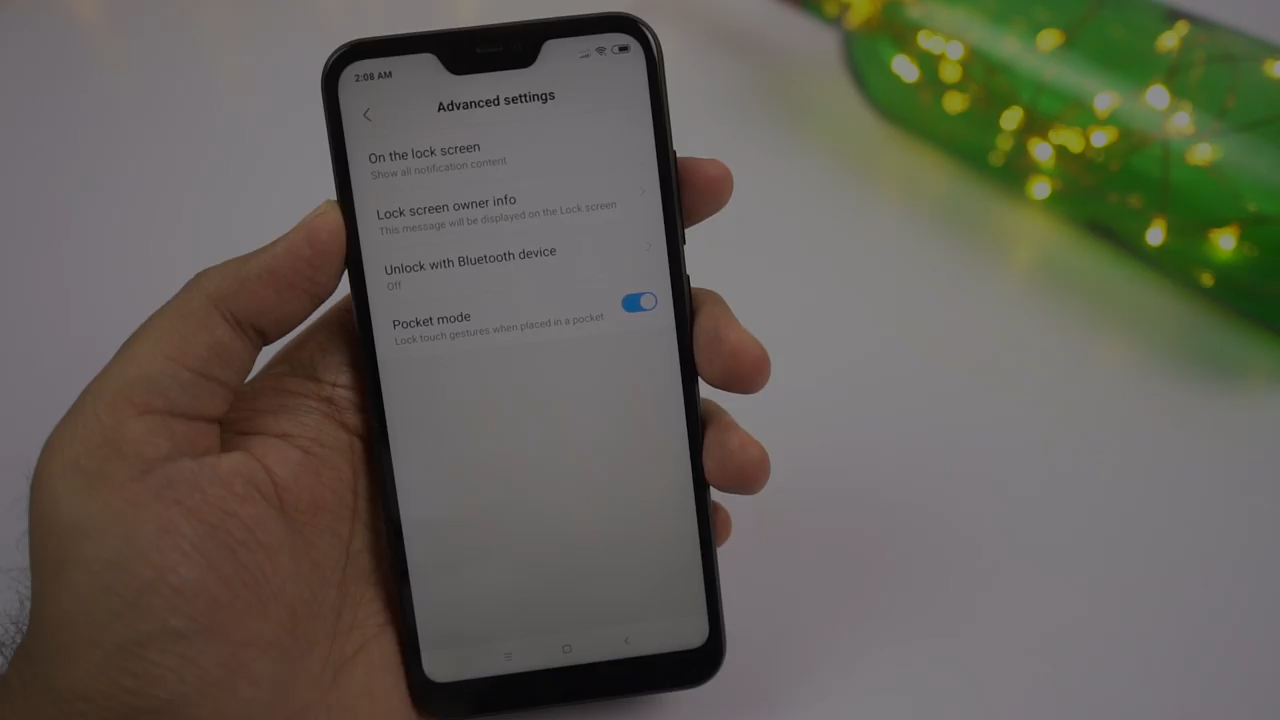 2:08 AM
Advanced settings
On the lock screen
Show all notification content
Lock screen owner info
This message will be displayed on the Lock screen
Unlock with Bluetooth device
Off
Pocket mode
Lock touch gestures when placed in a pocket